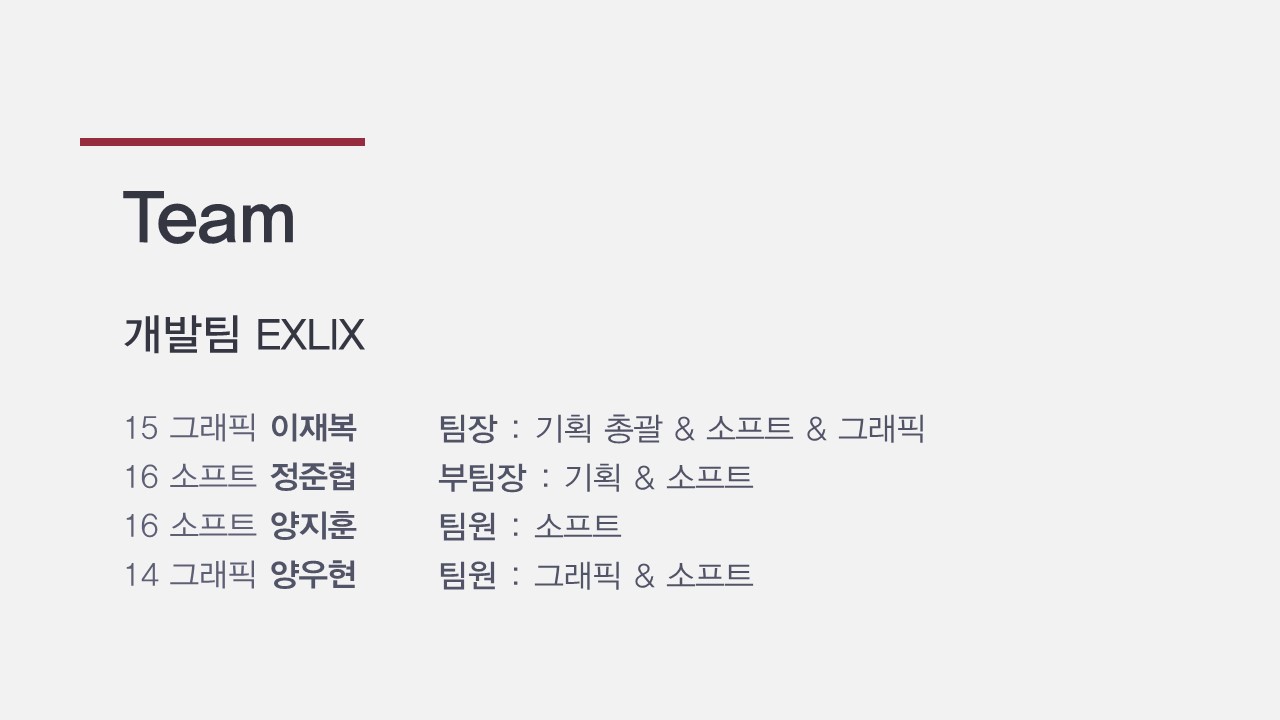 Team
개발팀 EXLIX
15 그래픽 이재복 팀장 : 기획 총괄 & 소프트 & 그래픽
16 소프트 정준협 부팀장 : 기획 & 소프트
16 소프트 양지훈 팀원 : 소프트
14 그래픽 양우현 팀원 : 그래픽 & 소프트